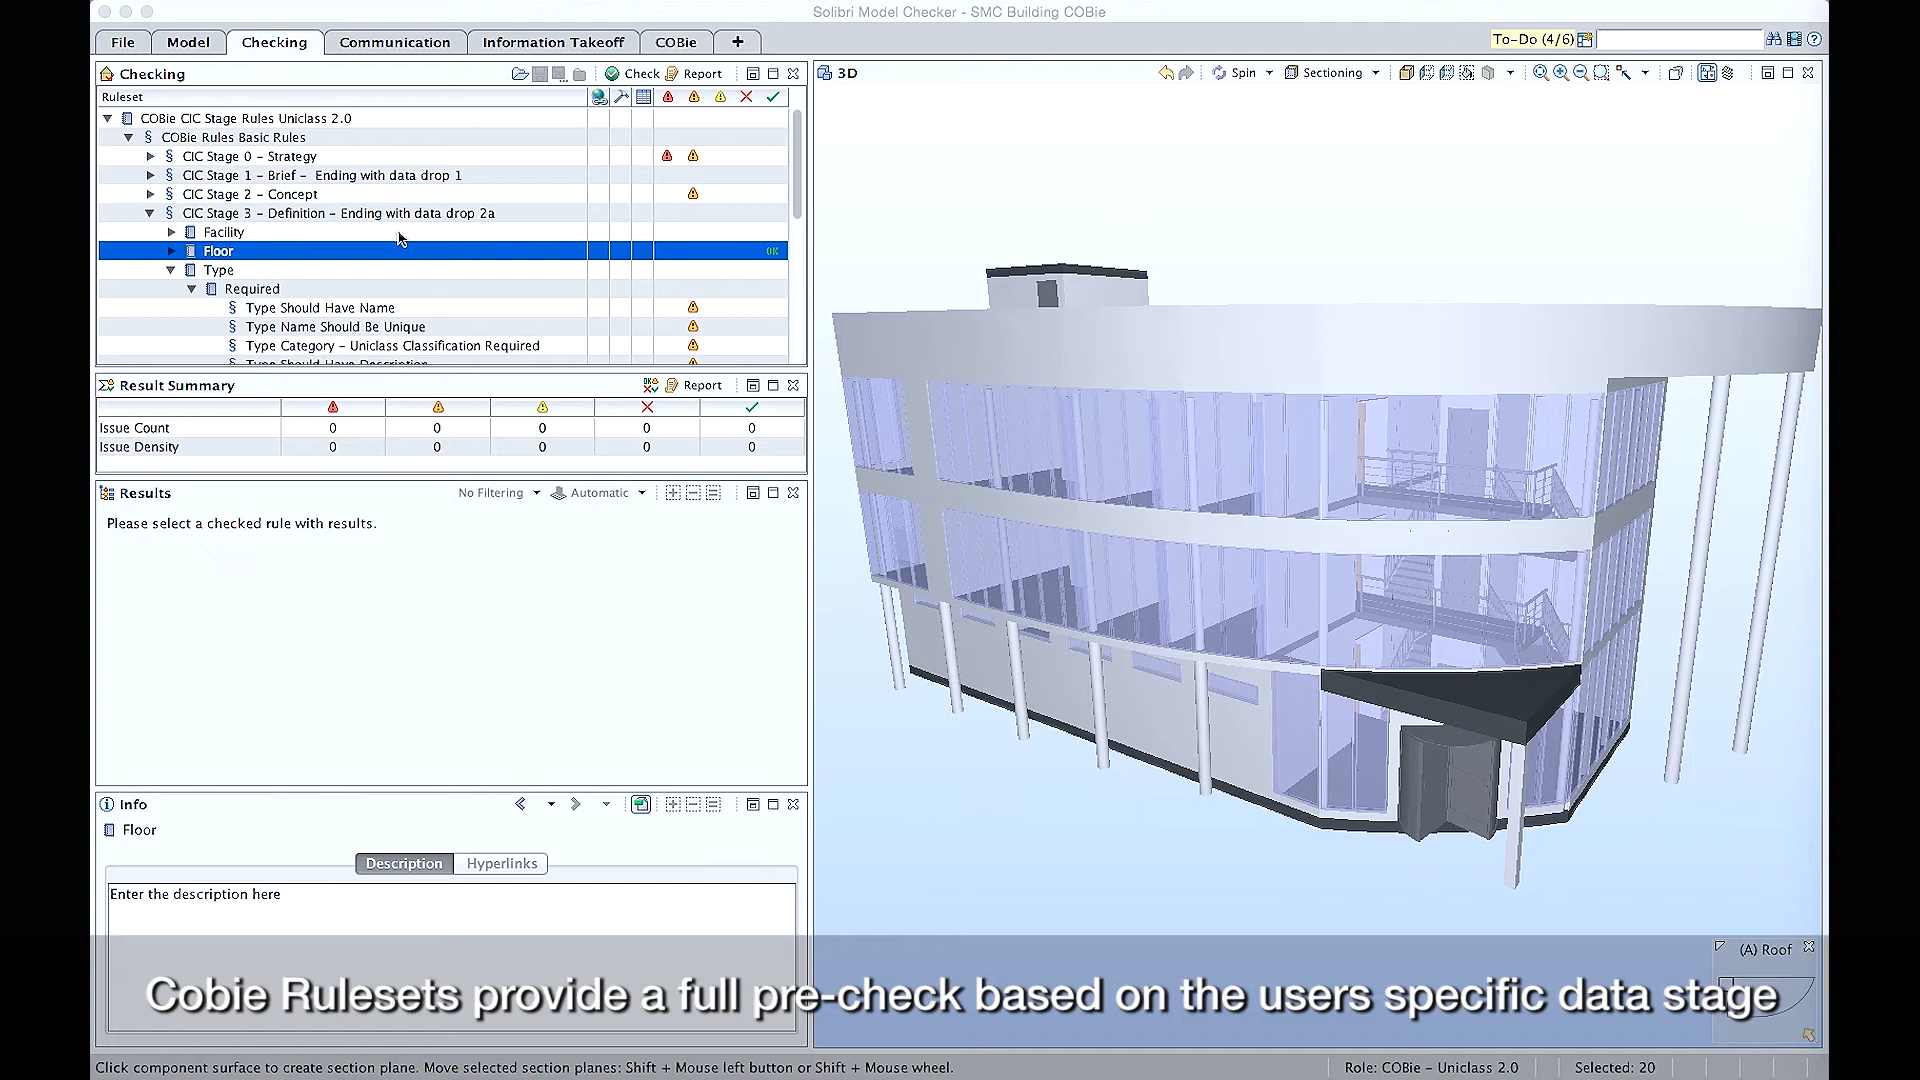 Solibri Model Checker - SMC Building COBie
File Model Checking Communication Information Takeoff COBie +
To-Do (4/6)
Checking Check Report
Ruleset
COBie CIC Stage Rules Uniclass 2.0
§ COBie Rules Basic Rules
§ CIC Stage 0 - Strategy
§ CIC Stage 1 - Brief - Ending with data drop 1
§ CIC Stage 2 - Concept
§ CIC Stage 3 - Definition - Ending with data drop 2a
Facility
Floor OK
Type
Required
§ Type Should Have Name
§ Type Name Should Be Unique
§ Type Category - Uniclass Classification Required
§ Type Should Have Description
Result Summary Report
Issue Count 0 0 0 0 0
Issue Density 0 0 0 0 0
Results No Filtering Automatic
Please select a checked rule with results.
Info
Floor
Description Hyperlinks
Enter the description here
3D Spin Sectioning
(A) Roof
Cobie Rulesets provide a full pre-check based on the users specific data stage
Click component surface to create section plane. Move selected section planes: Shift + Mouse left button or Shift + Mouse wheel.
Role: COBie - Uniclass 2.0 Selected: 20